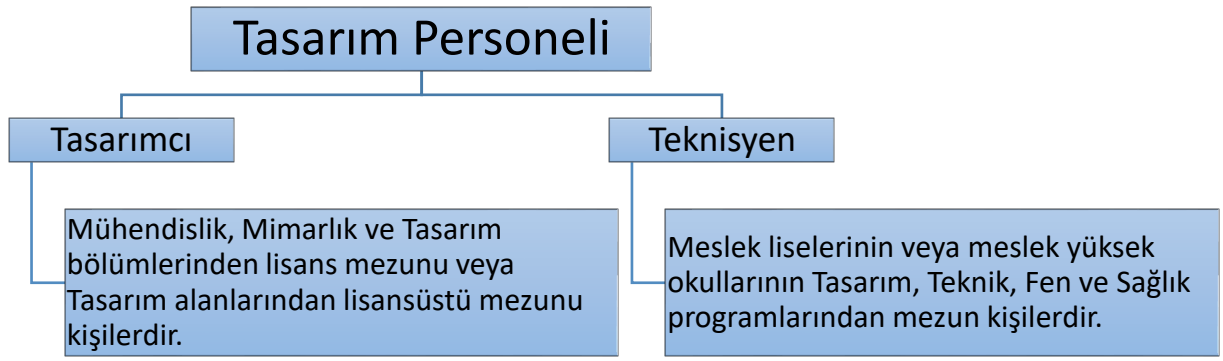 Tasarım Personeli
Tasarımcı
Teknisyen
Mühendislik, Mimarlık ve Tasarım
bölümlerinden lisans mezunu veya
Tasarım alanlarından lisansüstü mezunu
kişilerdir.
Meslek liselerinin veya meslek yüksek
okullarının Tasarım, Teknik, Fen ve Sağlık
programlarından mezun kişilerdir.